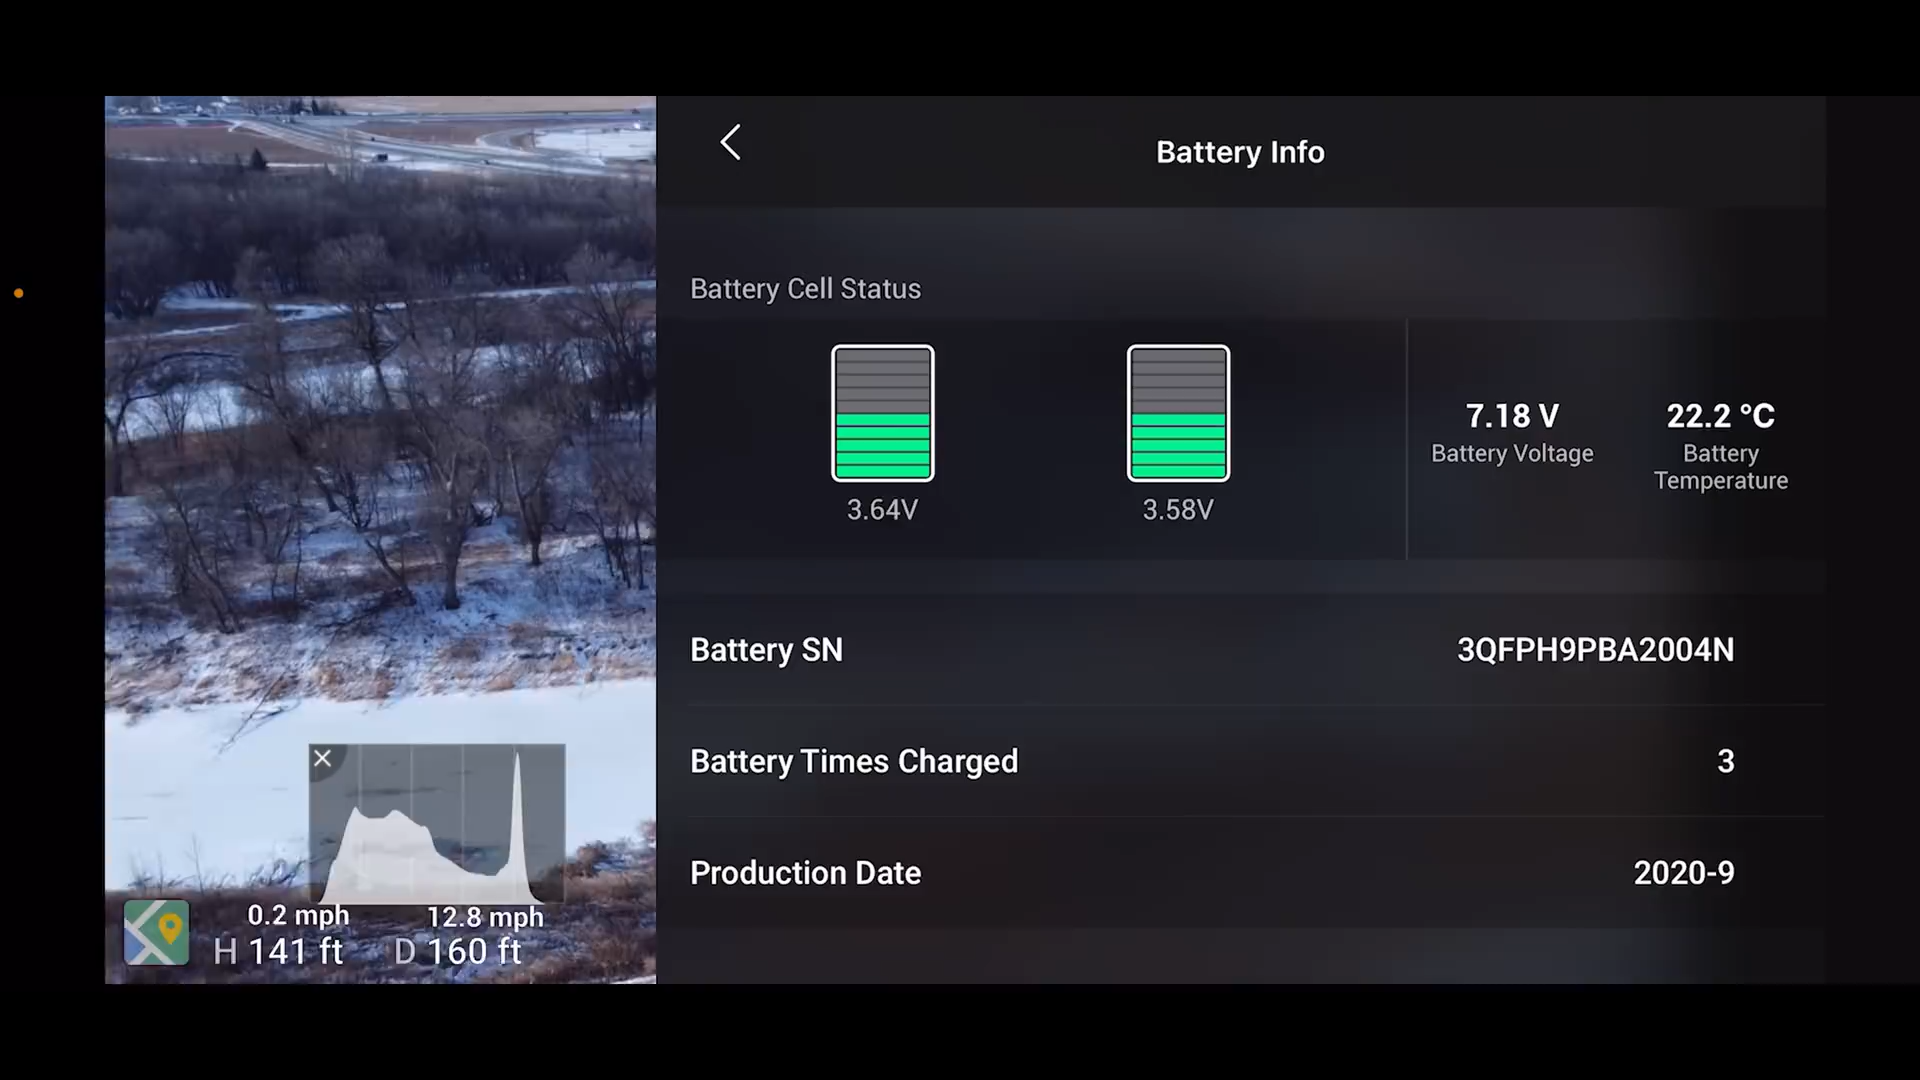 Battery Info
Battery Cell Status
3.64V
3.58V
7.18 V
Battery Voltage
22.2 °C
Battery
Temperature
Battery SN
3QFPH9PBA2004N
Battery Times Charged
3
Production Date
2020-9
0.2 mph
12.8 mph
H 141 ft
D 160 ft